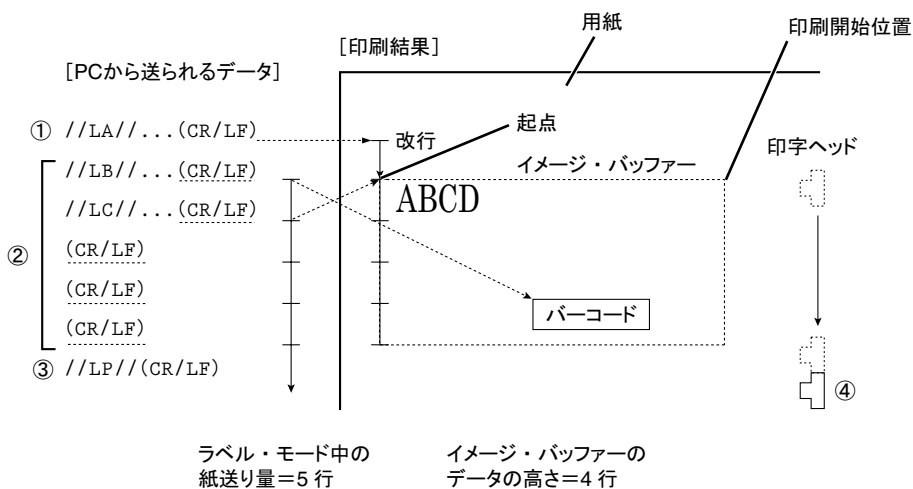 用紙
印刷開始位置
[印刷結果]
[PCから送られるデータ]
① //LA//...(CR/LF)
改行
起点
イメージ・バッファー
印字ヘッド
② //LB//...(CR/LF)
//LC//...(CR/LF)
(CR/LF)
(CR/LF)
(CR/LF)
ABCD
バーコード
③ //LP//(CR/LF)
④
ラベル・モード中の
紙送り量＝5 行
イメージ・バッファーの
データの高さ＝4 行